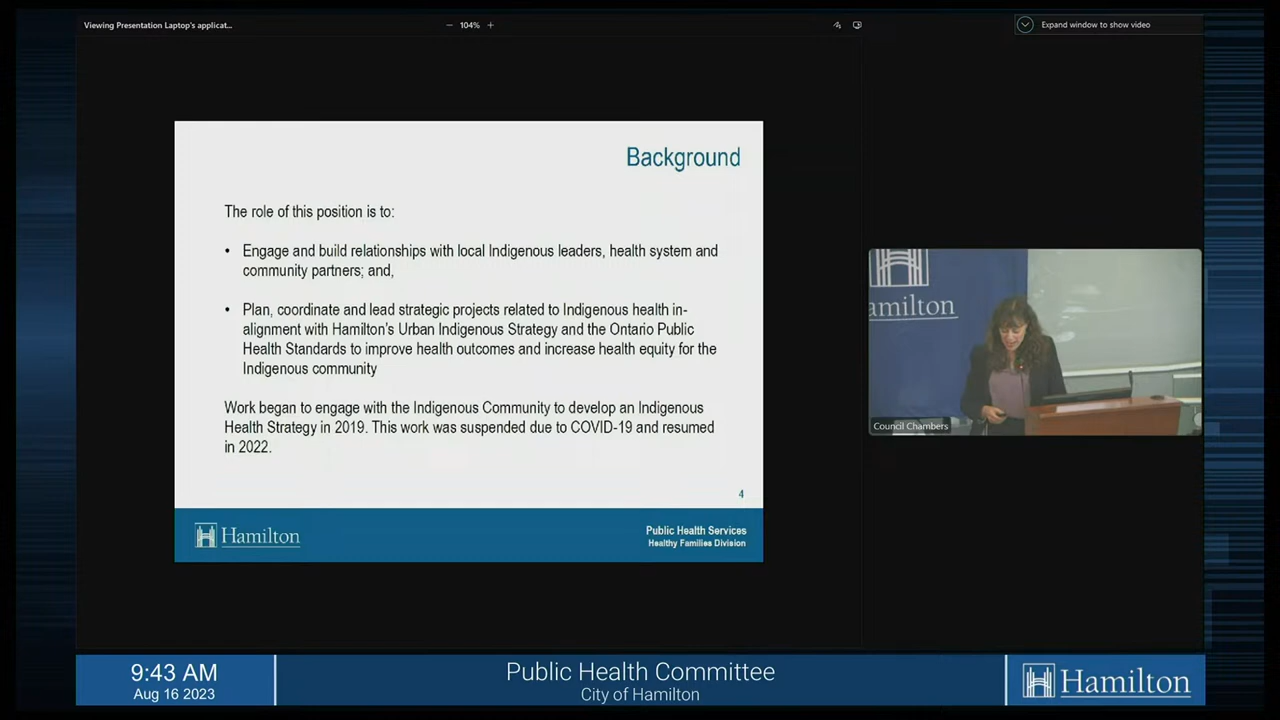 Viewing Presentation Laptop's applicat...
104%
Expand window to show video
Background
The role of this position is to:
• Engage and build relationships with local Indigenous leaders, health system and
community partners; and,
• Plan, coordinate and lead strategic projects related to Indigenous health in-
alignment with Hamilton's Urban Indigenous Strategy and the Ontario Public
Health Standards to improve health outcomes and increase health equity for the
Indigenous community
Work began to engage with the Indigenous Community to develop an Indigenous
Health Strategy in 2019. This work was suspended due to COVID-19 and resumed
in 2022.
4
Hamilton
Public Health Services
Healthy Families Division
amilton
Council Chambers
9:43 AM
Aug 16 2023
Public Health Committee
City of Hamilton
Hamilton